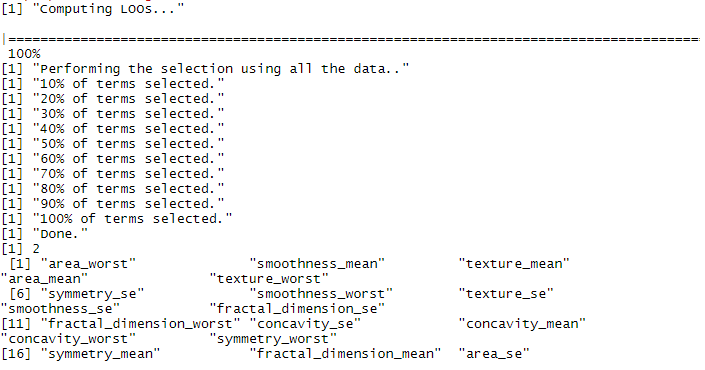 [1] "Computing LOOs..."
|======================================================================================
100%
[1] "Performing the selection using all the data.."
[1] "10% of terms selected."
[1] "20% of terms selected."
[1] "30% of terms selected."
[1] "40% of terms selected."
[1] "50% of terms selected."
[1] "60% of terms selected."
[1] "70% of terms selected."
[1] "80% of terms selected."
[1] "90% of terms selected."
[1] "100% of terms selected."
[1] "Done."
[1] 2
[1] "area_worst" "smoothness_mean" "texture_mean"
"area_mean" "texture_worst"
[6] "symmetry_se" "smoothness_worst" "texture_se"
"smoothness_se" "fractal_dimension_se"
[11] "fractal_dimension_worst" "concavity_se" "concavity_mean"
"concavity_worst" "symmetry_worst"
[16] "symmetry_mean" "fractal_dimension_mean" "area_se"